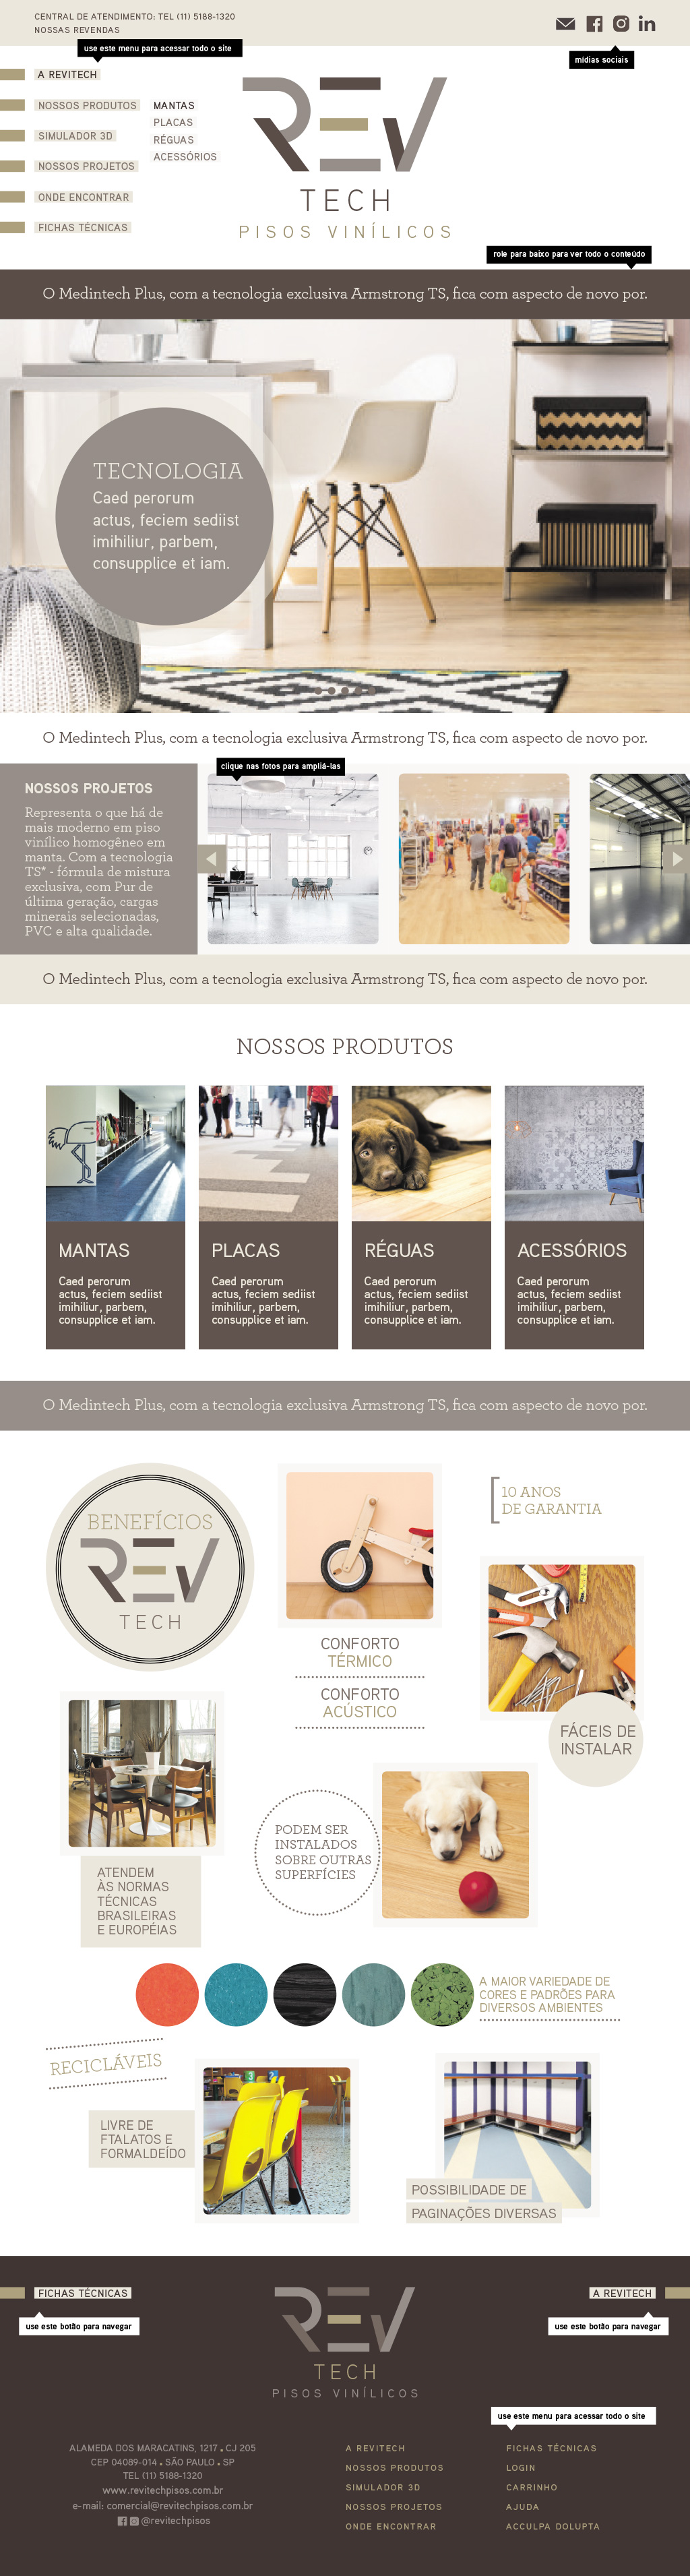 CENTRAL DE ATENDIMENTO: TEL (11) 5188-1320
NOSSAS REVENDAS
use este menu para acessar todo o site
mídias sociais
A REVITECH
NOSSOS PRODUTOS
MANTAS
PLACAS
RÉGUAS
ACESSÓRIOS
SIMULADOR 3D
NOSSOS PROJETOS
ONDE ENCONTRAR
FICHAS TÉCNICAS
REV
TECH
PISOS VINÍLICOS
role para baixo para ver todo o conteúdo
O Medintech Plus, com a tecnologia exclusiva Armstrong TS, fica com aspecto de novo por.
TECNOLOGIA
Caed perorum
actus, feciem sediist
imihiliur, parbem,
consupplice et iam.
O Medintech Plus, com a tecnologia exclusiva Armstrong TS, fica com aspecto de novo por.
clique nas fotos para ampliá-las
NOSSOS PROJETOS
Representa o que há de
mais moderno em piso
vinílico homogêneo em
manta. Com a tecnologia
TS* - fórmula de mistura
exclusiva, com Pur de
última geração, cargas
minerais selecionadas,
PVC e alta qualidade.
O Medintech Plus, com a tecnologia exclusiva Armstrong TS, fica com aspecto de novo por.
NOSSOS PRODUTOS
MANTAS
Caed perorum
actus, feciem sediist
imihiliur, parbem,
consupplice et iam.
PLACAS
Caed perorum
actus, feciem sediist
imihiliur, parbem,
consupplice et iam.
RÉGUAS
Caed perorum
actus, feciem sediist
imihiliur, parbem,
consupplice et iam.
ACESSÓRIOS
Caed perorum
actus, feciem sediist
imihiliur, parbem,
consupplice et iam.
O Medintech Plus, com a tecnologia exclusiva Armstrong TS, fica com aspecto de novo por.
BENEFÍCIOS
REV
TECH
10 ANOS
DE GARANTIA
CONFORTO
TÉRMICO
CONFORTO
ACÚSTICO
FÁCEIS DE
INSTALAR
PODEM SER
INSTALADOS
SOBRE OUTRAS
SUPERFÍCIES
ATENDEM
ÀS NORMAS
TÉCNICAS
BRASILEIRAS
E EUROPÉIAS
A MAIOR VARIEDADE DE
CORES E PADRÕES PARA
DIVERSOS AMBIENTES
RECICLÁVEIS
LIVRE DE
FTALATOS E
FORMALDEÍDO
POSSIBILIDADE DE
PAGINAÇÕES DIVERSAS
FICHAS TÉCNICAS
use este botão para navegar
REV
TECH
PISOS VINÍLICOS
A REVITECH
use este botão para navegar
use este menu para acessar todo o site
ALAMEDA DOS MARACATINS, 1217 • CJ 205
CEP 04089-014 • SÃO PAULO • SP
TEL (11) 5188-1320
www.revitechpisos.com.br
e-mail: comercial@revitechpisos.com.br
@revitechpisos
A REVITECH
NOSSOS PRODUTOS
SIMULADOR 3D
NOSSOS PROJETOS
ONDE ENCONTRAR
FICHAS TÉCNICAS
LOGIN
CARRINHO
AJUDA
ACCULPA DOLUPTA